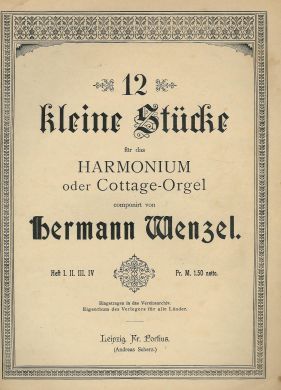 12
kleine Stücke
für das
HARMONIUM
oder Cottage-Orgel
componirt von
Hermann Wenzel.
Heft I. II. III. IV Pr. M. 1.50 netto.
Eingetragen in das Vereinsarchiv.
Eigenthum des Verlegers für alle Länder.
Leipzig, Fr. Portius.
(Andreas Scherz.)